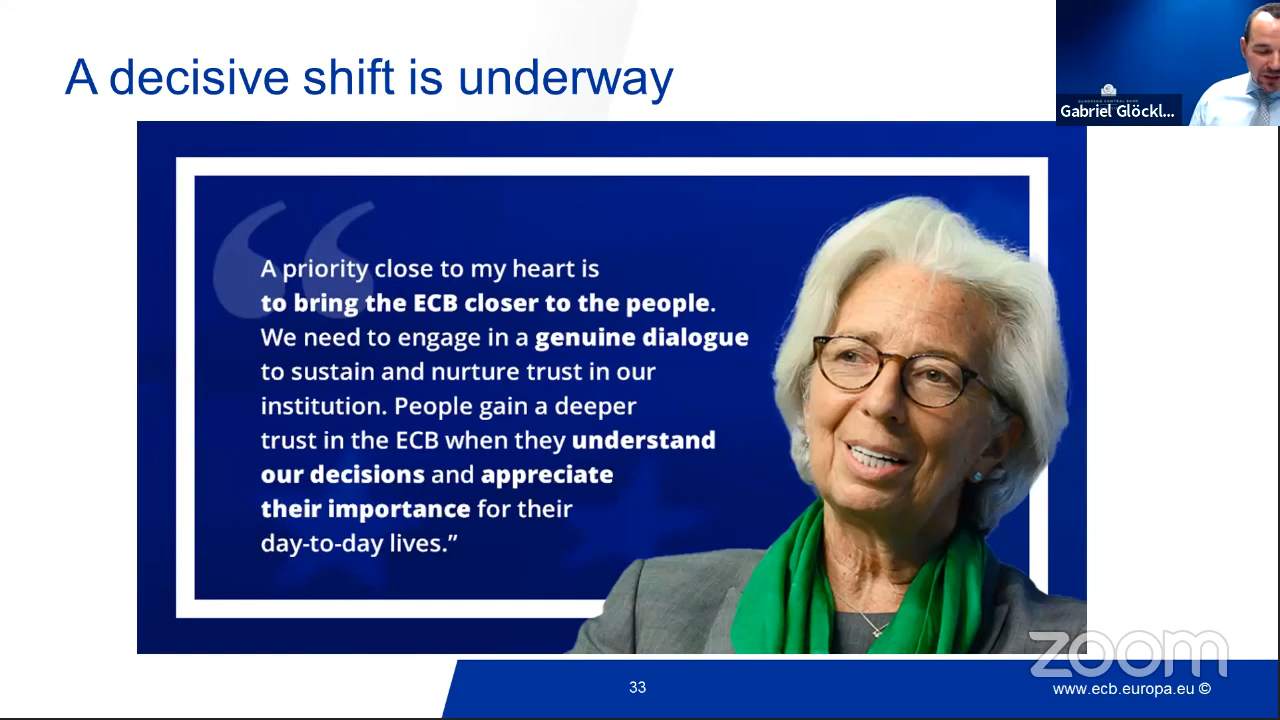 A decisive shift is underway
EUROPEAN CENTRAL BANK
Gabriel Glöckl...
A priority close to my heart is
to bring the ECB closer to the people.
We need to engage in a genuine dialogue
to sustain and nurture trust in our
institution. People gain a deeper
trust in the ECB when they understand
our decisions and appreciate
their importance for their
day-to-day lives.”
zoom
33
www.ecb.europa.eu ©